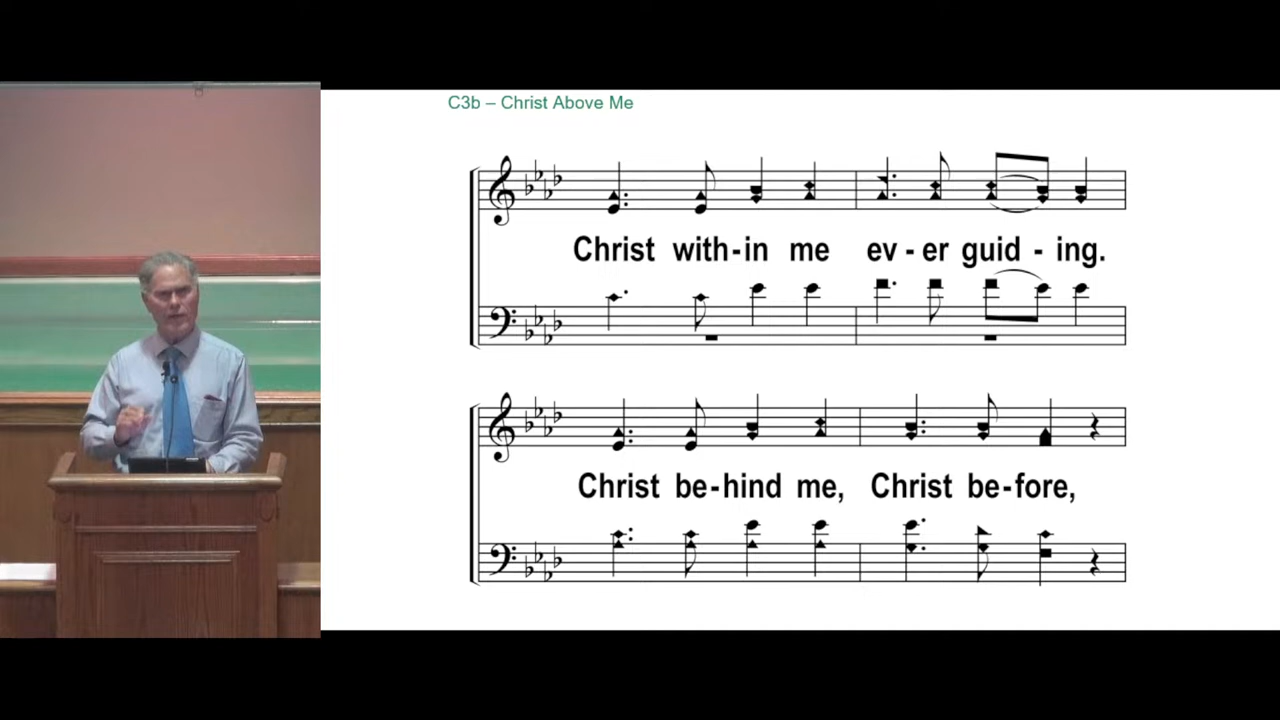 C3b – Christ Above Me
Christ with-in me ev - er guid - ing.
Christ be-hind me, Christ be-fore,